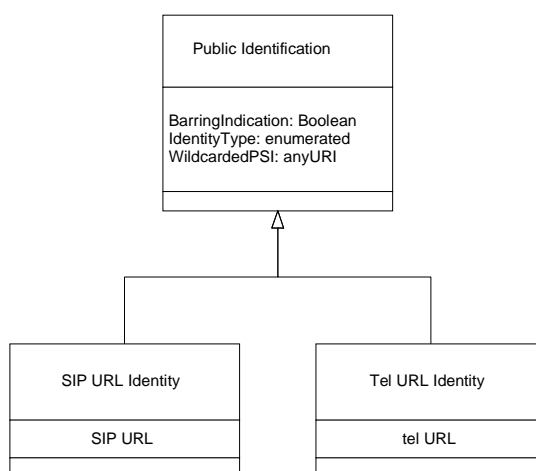 Public Identification
BarringIndication: Boolean
IdentityType: enumerated
WildcardedPSI: anyURI
SIP URL Identity
SIP URL
Tel URL Identity
tel URL